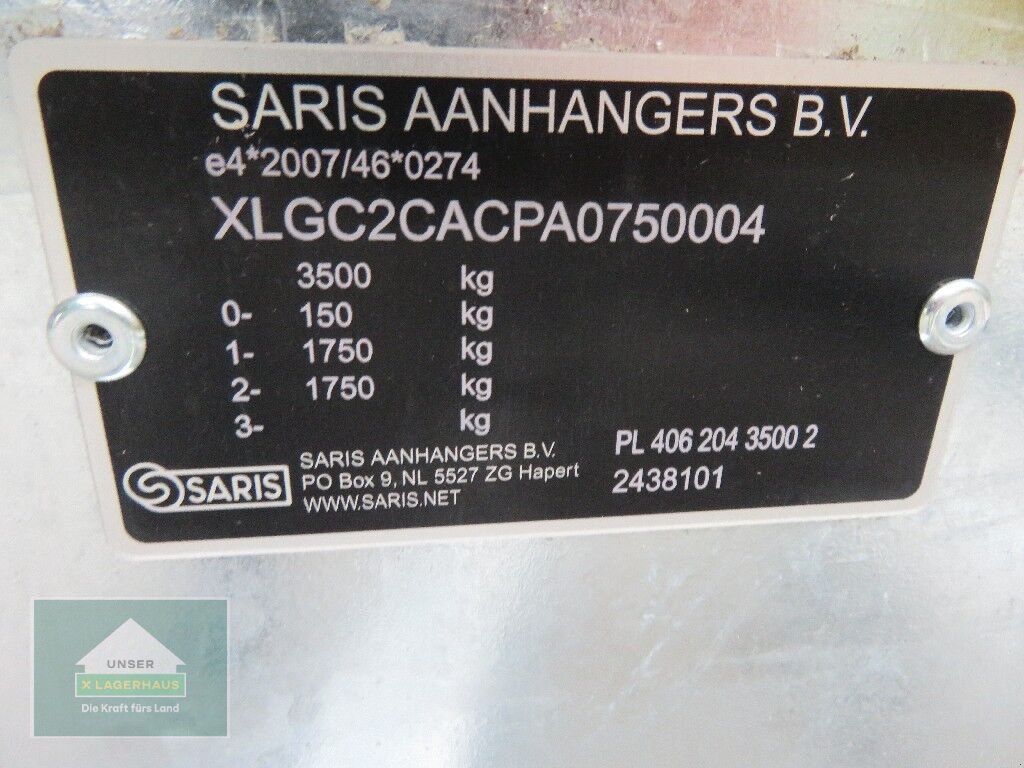 SARIS AANHANGERS B.V.
e4*2007/46*0274
XLGC2CACPA0750004
3500 kg
0- 150 kg
1- 1750 kg
2- 1750 kg
3- kg
SARIS
SARIS AANHANGERS B.V.
PO Box 9, NL 5527 ZG Hapert
WWW.SARIS.NET
PL 406 204 3500 2
2438101
UNSER
X LAGERHAUS
Die Kraft fürs Land